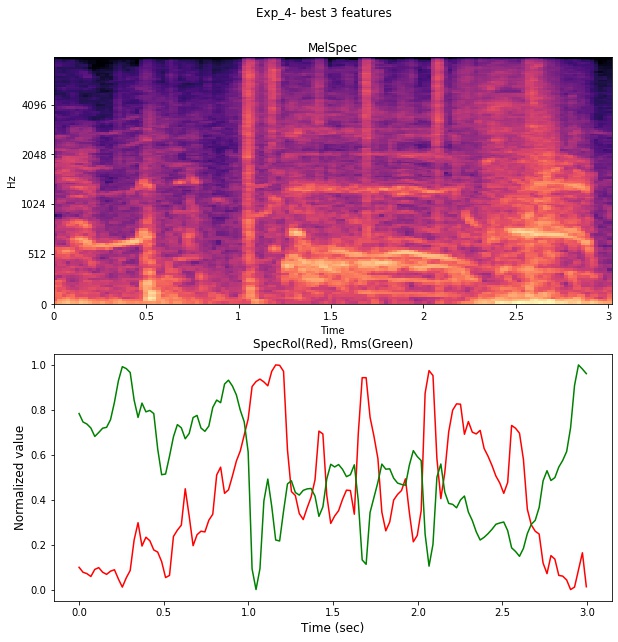 Exp_4- best 3 features
MelSpec
4096
2048
1024
512
0
Hz
0 0.5 1 1.5 2 2.5 3
Time
SpecRol(Red), Rms(Green)
1.0
0.8
0.6
0.4
0.2
0.0
Normalized value
0.0 0.5 1.0 1.5 2.0 2.5 3.0
Time (sec)